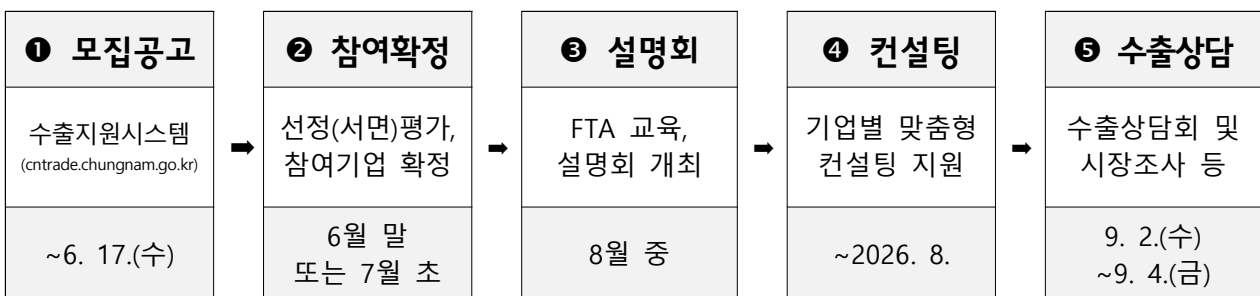 ❶ 모집공고
수출지원시스템
(cntrade.chungnam.go.kr)
~6. 17.(수)
➡
❷ 참여확정
선정(서면)평가,
참여기업 확정
6월 말
또는 7월 초
➡
❸ 설명회
FTA 교육,
설명회 개최
8월 중
➡
❹ 컨설팅
기업별 맞춤형
컨설팅 지원
~2026. 8.
➡
❺ 수출상담
수출상담회 및
시장조사 등
9. 2.(수)
~9. 4.(금)